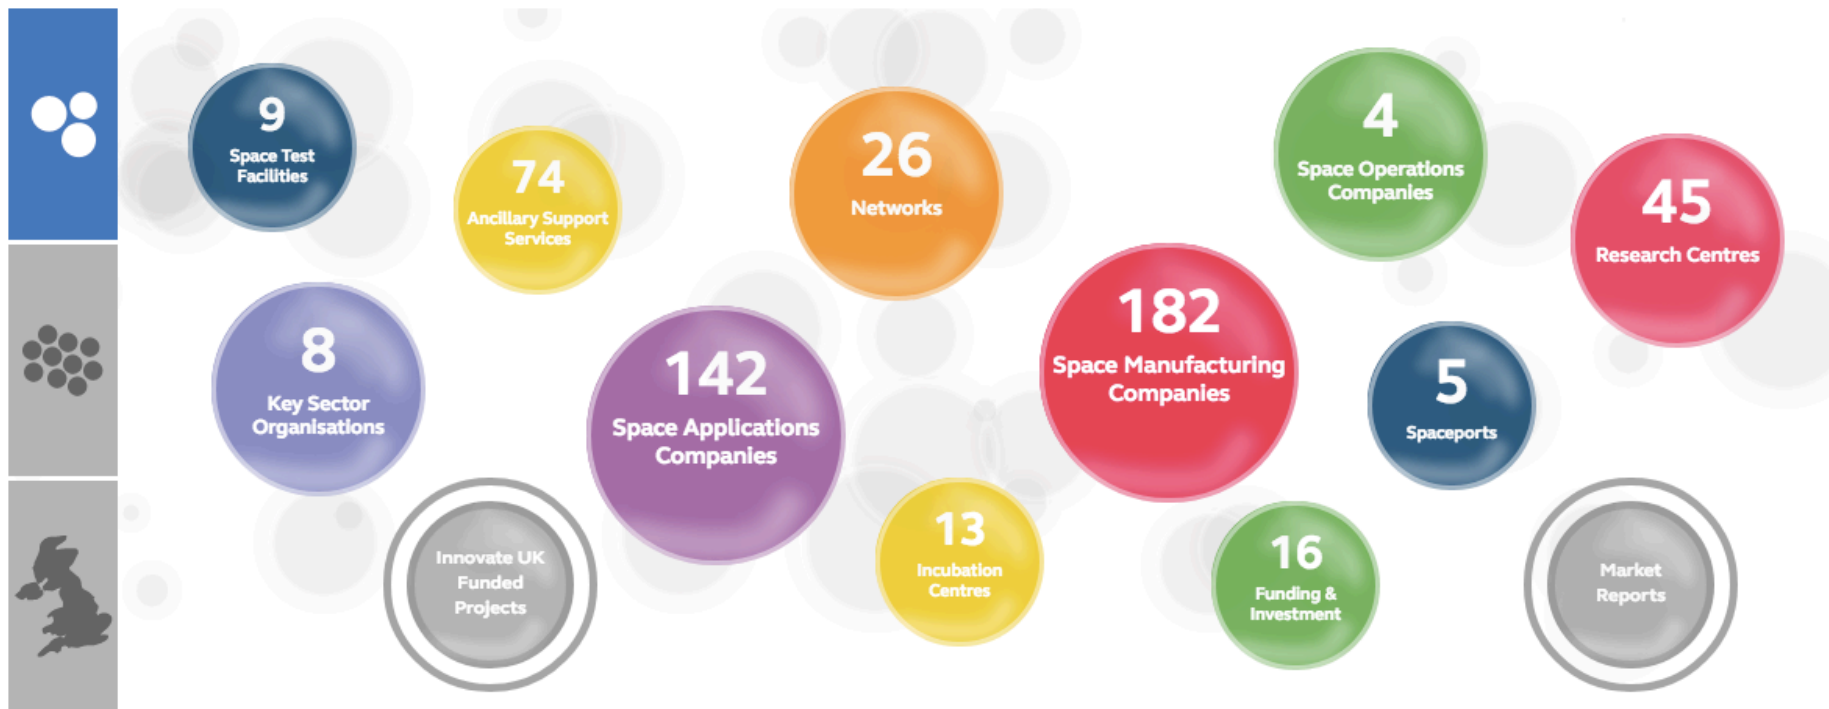 9
Space Test
Facilities
74
Ancillary Support
Services
26
Networks
4
Space Operations
Companies
45
Research Centres
8
Key Sector
Organisations
142
Space Applications
Companies
182
Space Manufacturing
Companies
5
Spaceports
Innovate UK
Funded
Projects
13
Incubation
Centres
16
Funding &
Investment
Market
Reports